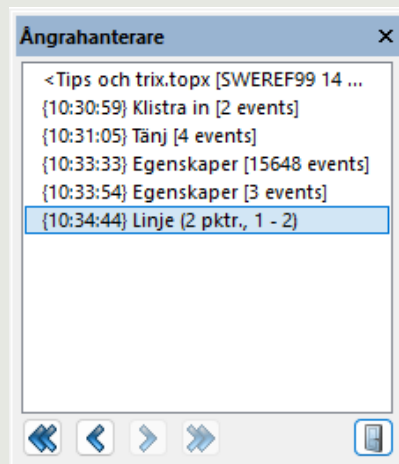 Ångrahanterare
<Tips och trix.topx [SWEREF99 14 ...
{10:30:59} Klistra in [2 events]
{10:31:05} Tänj [4 events]
{10:33:33} Egenskaper [15648 events]
{10:33:54} Egenskaper [3 events]
{10:34:44} Linje (2 pktr., 1 - 2)